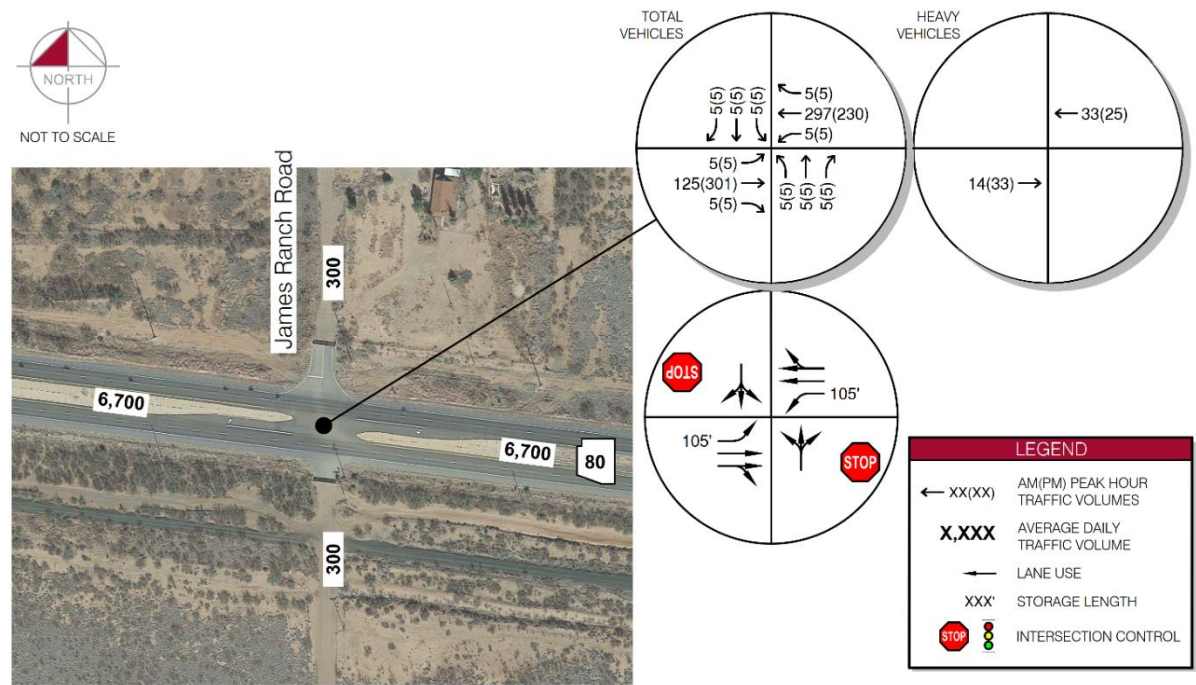 NORTH
NOT TO SCALE
TOTAL
VEHICLES
5(5)
5(5)
5(5)
5(5)
297(230)
5(5)
5(5)
125(301)
5(5)
5(5)
5(5)
5(5)
HEAVY
VEHICLES
33(25)
14(33)
James Ranch Road
300
6,700
6,700
80
300
STOP
105'
105'
STOP
LEGEND
XX(XX)
AM(PM) PEAK HOUR
TRAFFIC VOLUMES
X,XXX
AVERAGE DAILY
TRAFFIC VOLUME
LANE USE
XXX'
STORAGE LENGTH
STOP
INTERSECTION CONTROL